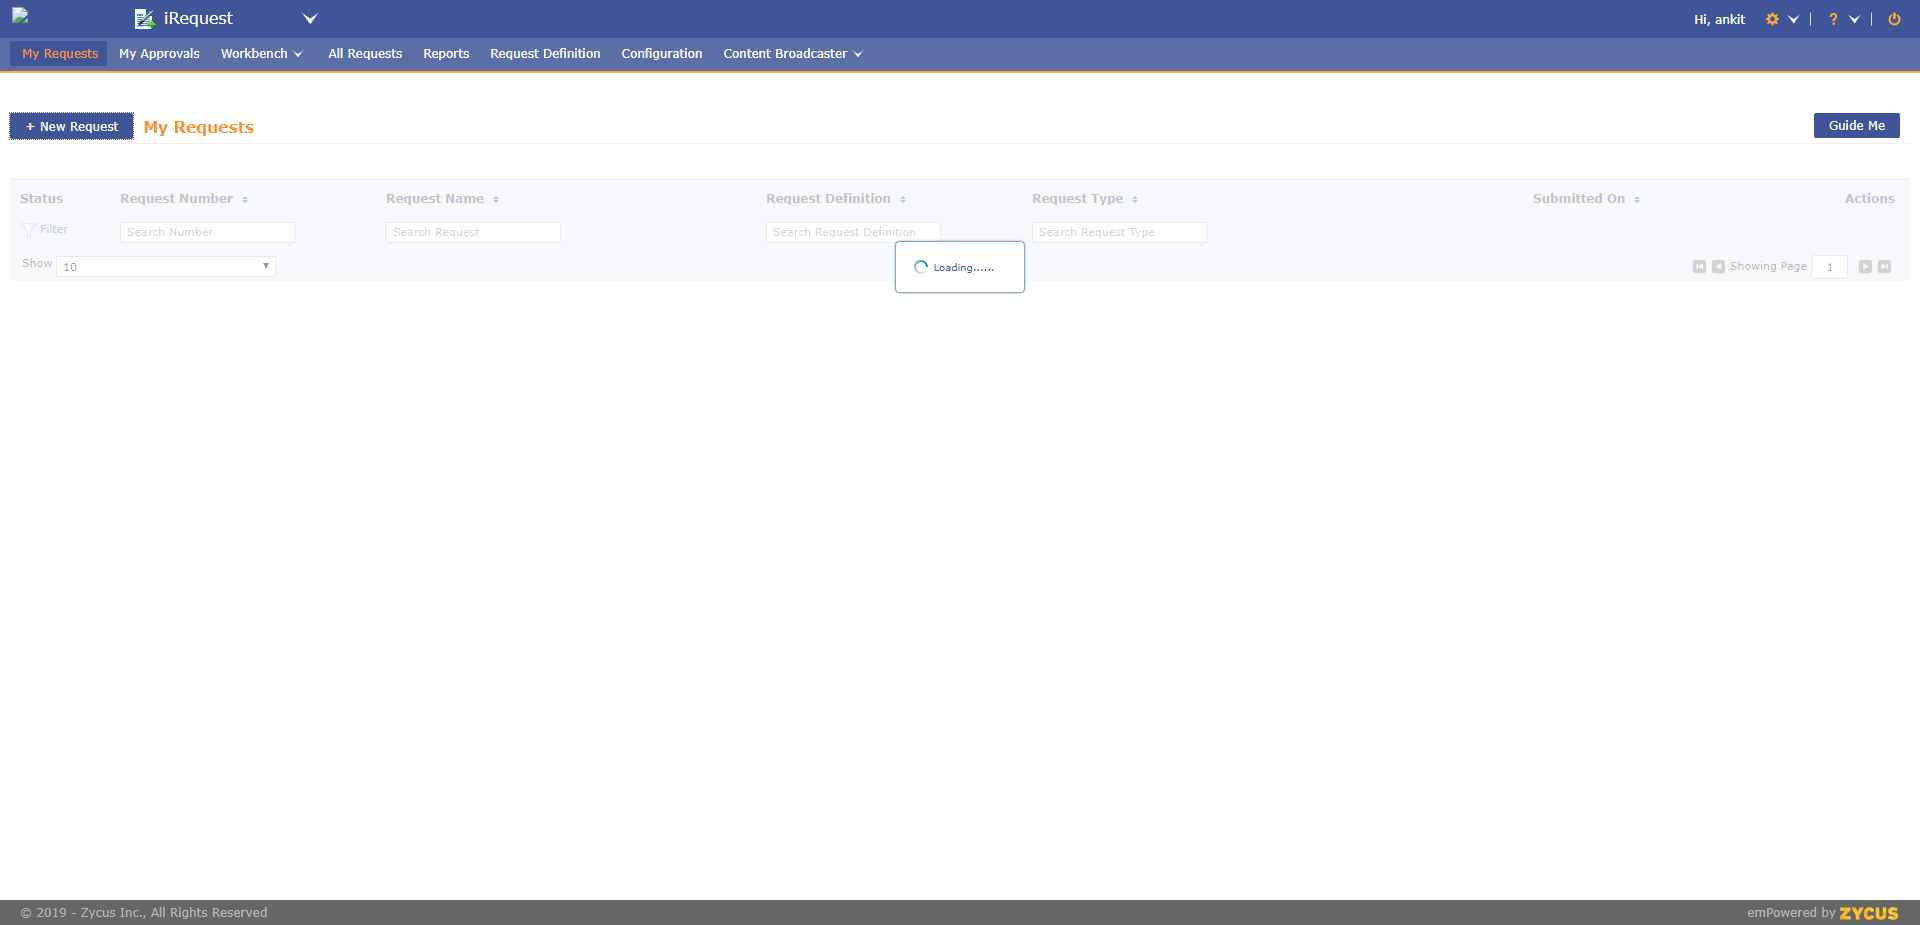 iRequest
Hi, ankit ? 
My Requests My Approvals Workbench All Requests Reports Request Definition Configuration Content Broadcaster
+ New Request My Requests Guide Me
Status Request Number Request Name Request Definition Request Type Submitted On Actions
Filter Search Number Search Request Search Request Definition Search Request Type
Show 10 Loading...... Showing Page 1
© 2019 - Zycus Inc., All Rights Reserved emPowered by ZYCUS